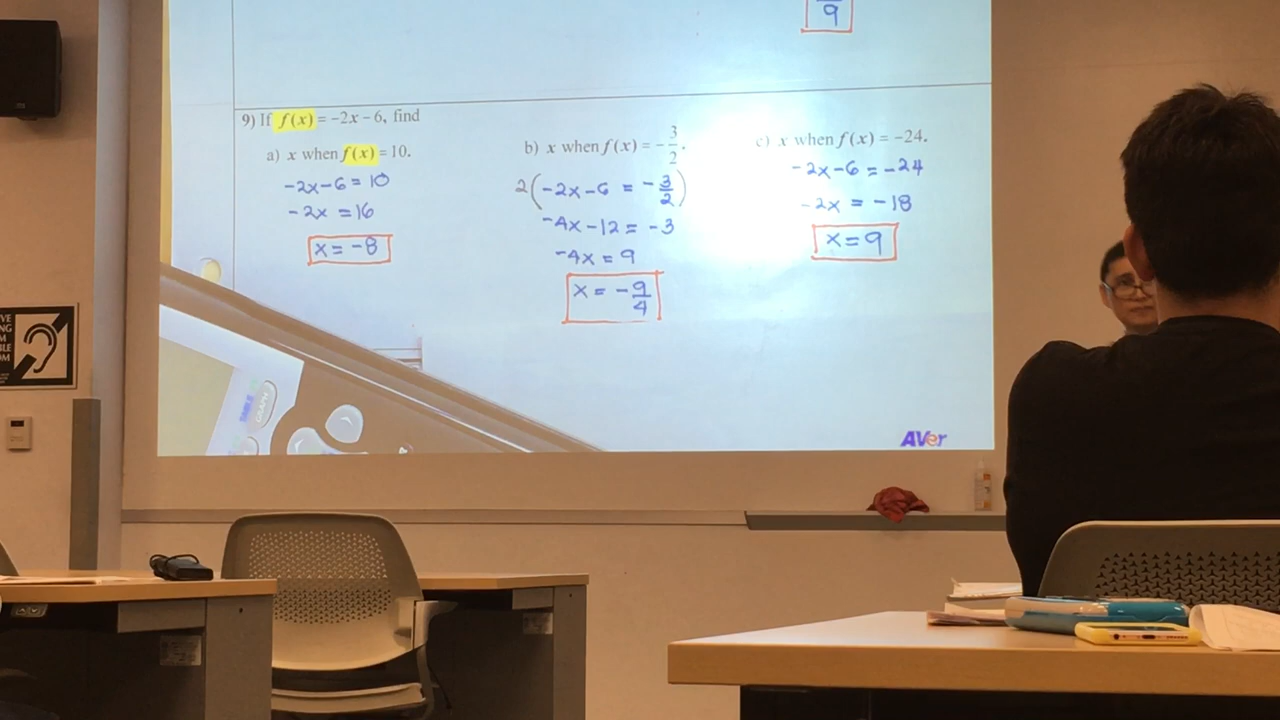 9
9) If f(x) = -2x - 6, find
a) x when f(x) = 10.
-2x-6 = 10
-2x = 16
x = -8
b) x when f(x) = -3/2.
2(-2x-6 = -3/2)
-4x-12 = -3
-4x = 9
x = -9/4
c) x when f(x) = -24.
-2x-6 = -24
-2x = -18
x = 9
TABLE
GRAPH
AVer